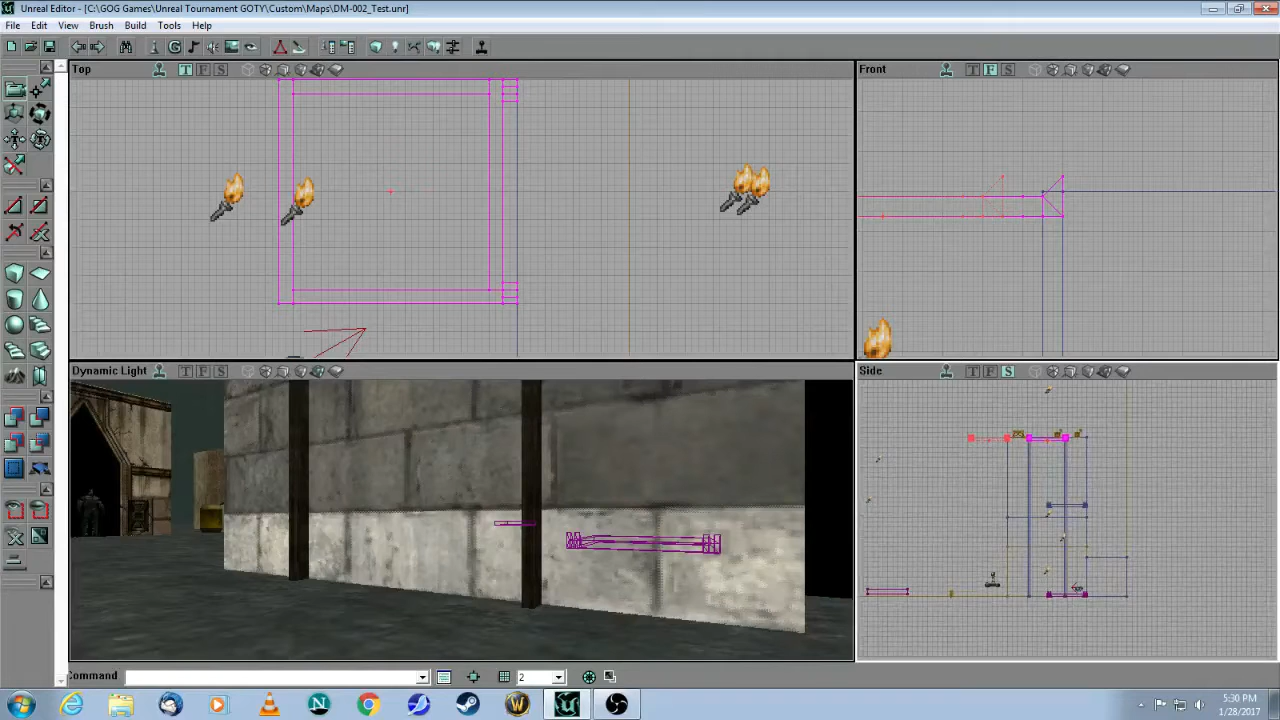 Unreal Editor - [C:\GOG Games\Unreal Tournament GOTY\Custom\Maps\DM-002_Test.unr]
File Edit View Brush Build Tools Help
Top T F S
Front T F S
Dynamic Light T F S
Side T F S
Command 2
5:30 PM
1/28/2017